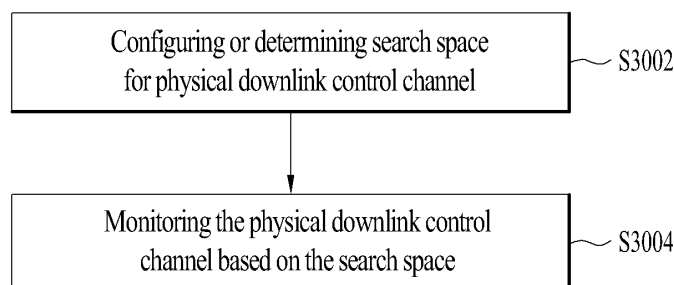 Configuring or determining search space
for physical downlink control channel
S3002
Monitoring the physical downlink control
channel based on the search space
S3004